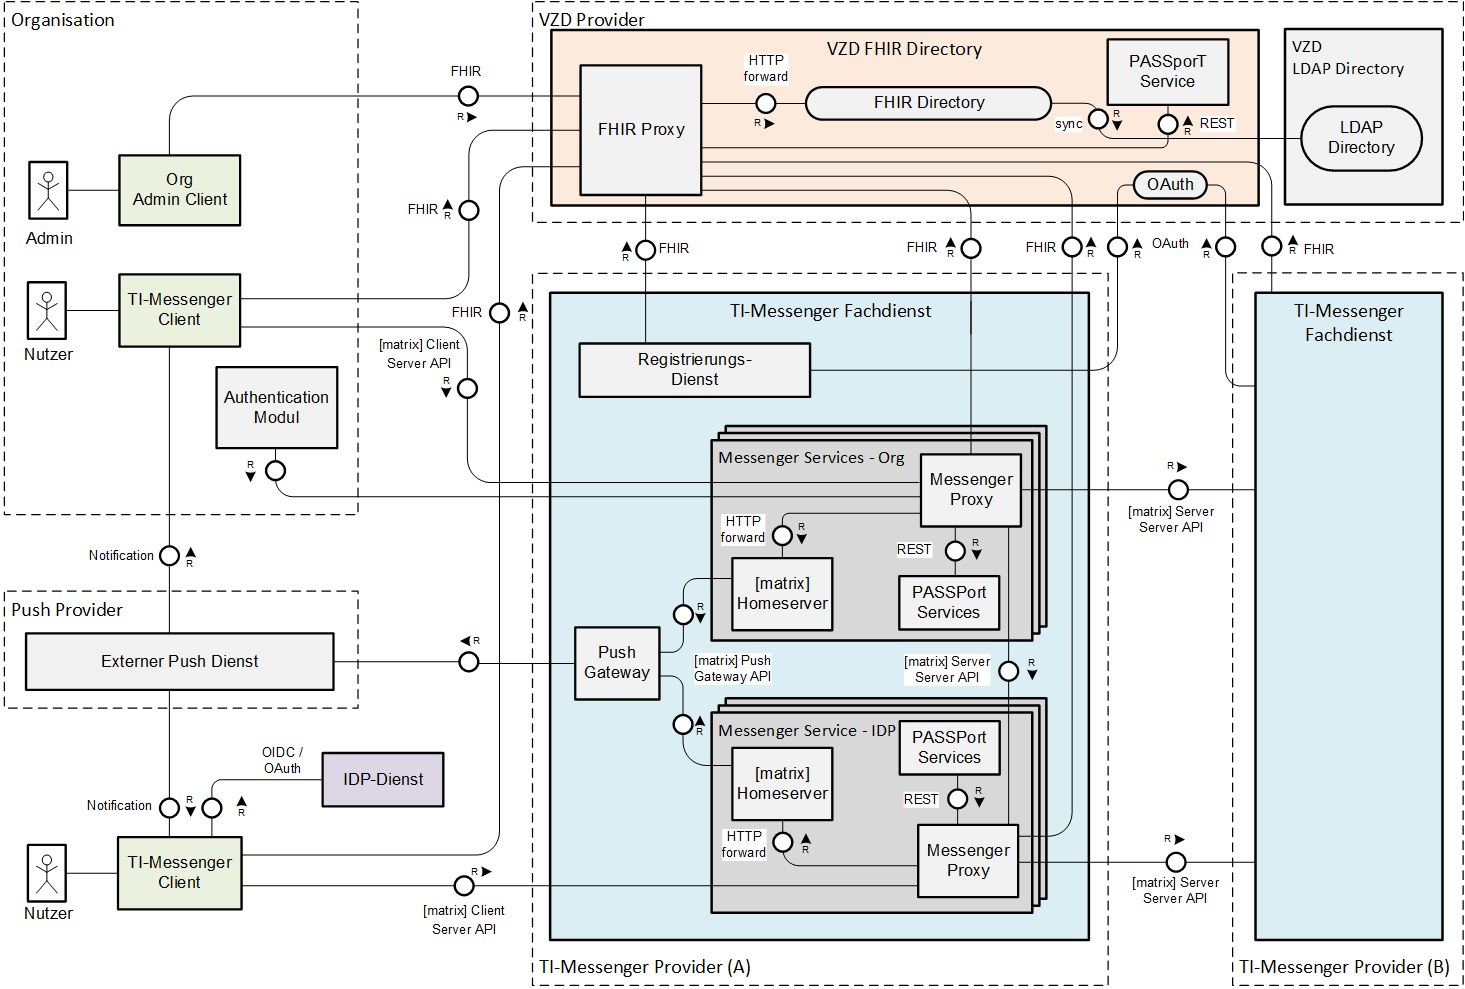 Organisation
VZD Provider
VZD FHIR Directory
VZD
LDAP Directory
PASSporT
Service
HTTP
forward
FHIR
R
FHIR Directory
FHIR Proxy
R
sync
R
R
REST
LDAP
Directory
Org
Admin Client
Admin
OAuth
FHIR
R
R
FHIR
FHIR
R
FHIR
R
R
OAuth
R
R
FHIR
TI-Messenger
Client
Nutzer
FHIR
R
[matrix] Client
Server API
R
TI-Messenger Fachdienst
TI-Messenger
Fachdienst
Registrierungs-
Dienst
Authentication
Modul
R
Messenger Services - Org
Messenger
Proxy
R
[matrix] Server
Server API
HTTP
forward
R
REST
R
[matrix]
Homeserver
PASSPort
Services
Notification
R
Push Provider
Externer Push Dienst
R
Push
Gateway
R
[matrix] Push
Gateway API
[matrix] Server
Server API
R
R
Messenger Service - IDP
PASSPort
Services
[matrix]
Homeserver
REST
R
OIDC /
OAuth
IDP-Dienst
Notification
R
R
HTTP
forward
R
Messenger
Proxy
R
[matrix] Server
Server API
TI-Messenger
Client
Nutzer
R
[matrix] Client
Server API
TI-Messenger Provider (A)
TI-Messenger Provider (B)